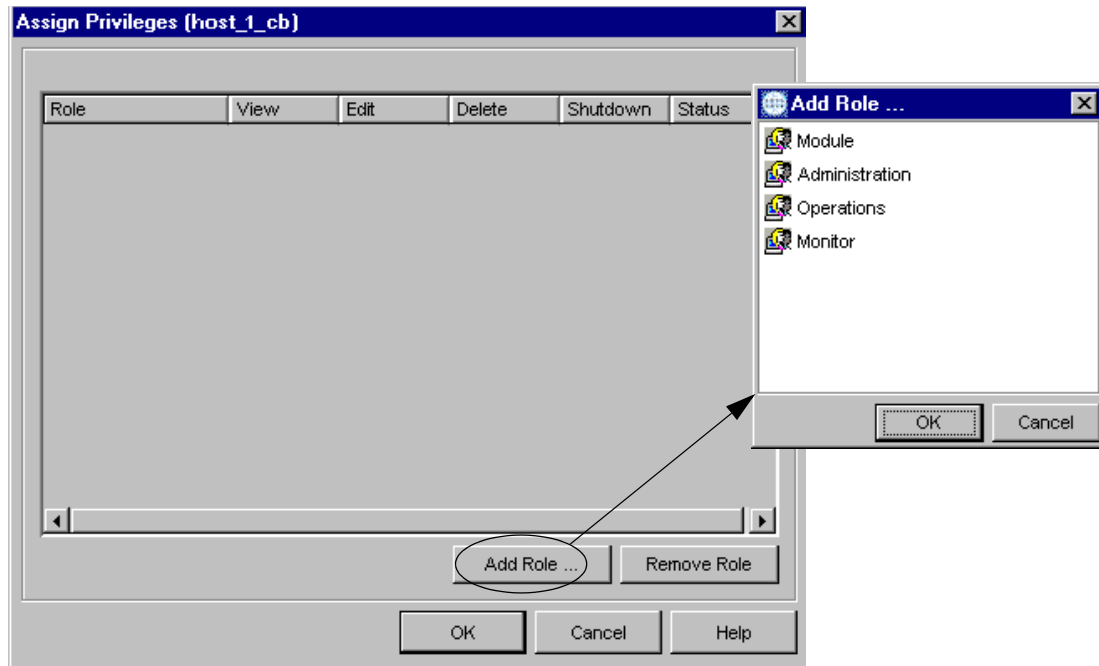 Assign Privileges (host_1_cb)
Role View Edit Delete Shutdown Status
Add Role ... Remove Role
OK Cancel Help
Add Role ...
Module
Administration
Operations
Monitor
OK Cancel